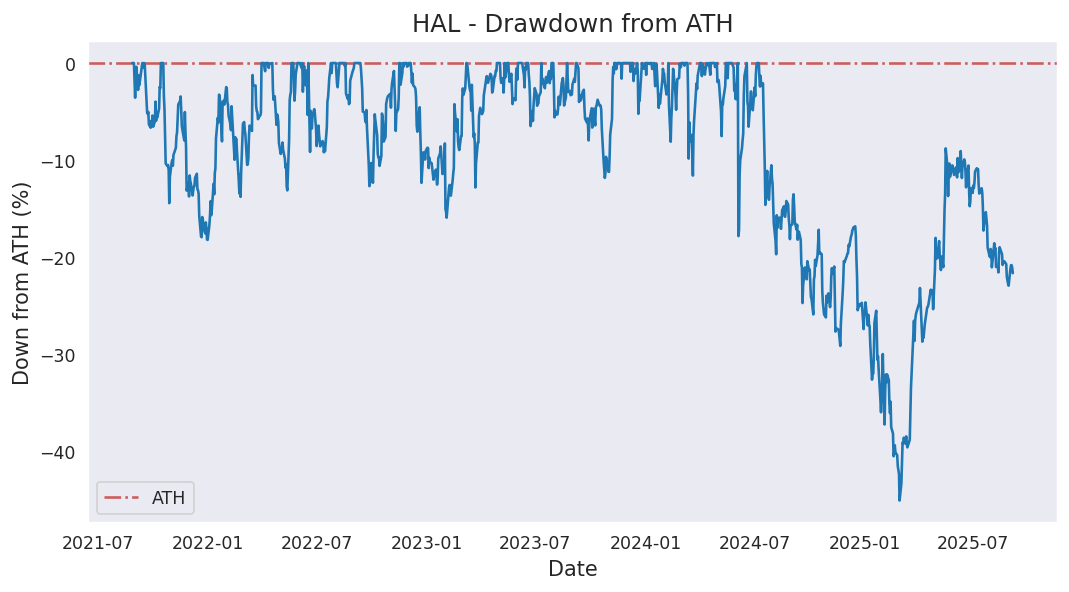 HAL - Drawdown from ATH
Down from ATH (%)
0
−10
−20
−30
−40
ATH
2021-07 2022-01 2022-07 2023-01 2023-07 2024-01 2024-07 2025-01 2025-07
Date